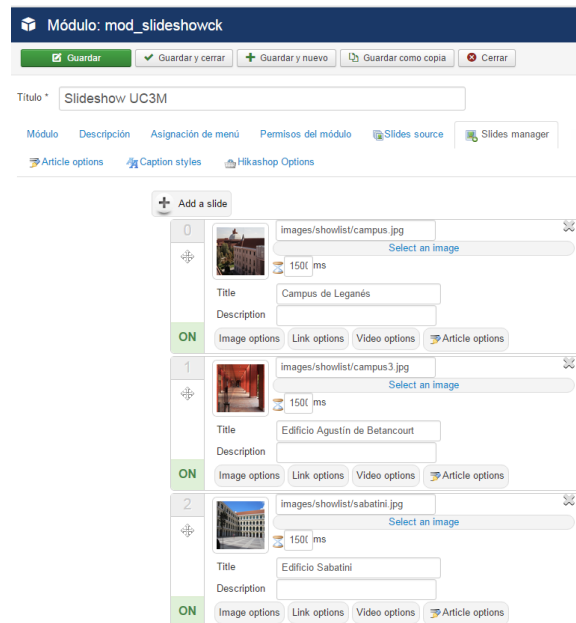 Módulo: mod_slideshowck
Guardar Guardar y cerrar Guardar y nuevo Guardar como copia Cerrar
Título * Slideshow UC3M
Módulo Descripción Asignación de menú Permisos del módulo Slides source Slides manager
Article options Caption styles Hikashop Options
Add a slide
0 images/showlist/campus.jpg
Select an image
ms
Title Campus de Leganés
Description
ON Image options Link options Video options Article options
1 images/showlist/campus3.jpg
Select an image
ms
Title Edificio Agustín de Betancourt
Description
ON Image options Link options Video options Article options
2 images/showlist/sabatini.jpg
Select an image
ms
Title Edificio Sabatini
Description
ON Image options Link options Video options Article options